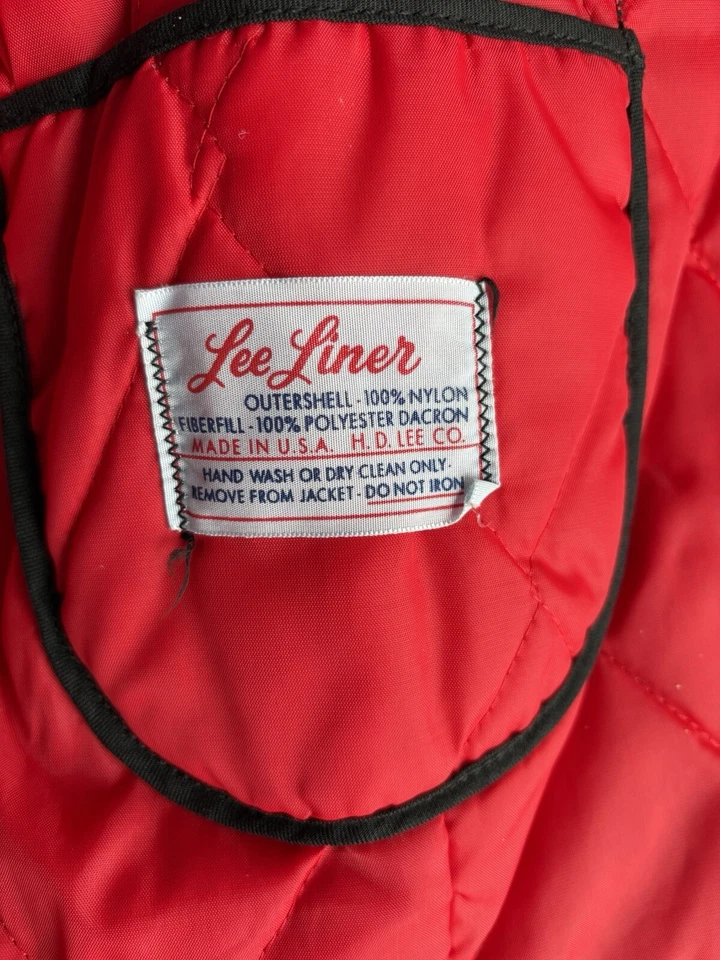 Lee Liner
OUTERSHELL - 100% NYLON
FIBERFILL - 100% POLYESTER DACRON
MADE IN U.S.A. H. D. LEE CO.
HAND WASH OR DRY CLEAN ONLY -
REMOVE FROM JACKET - DO NOT IRON